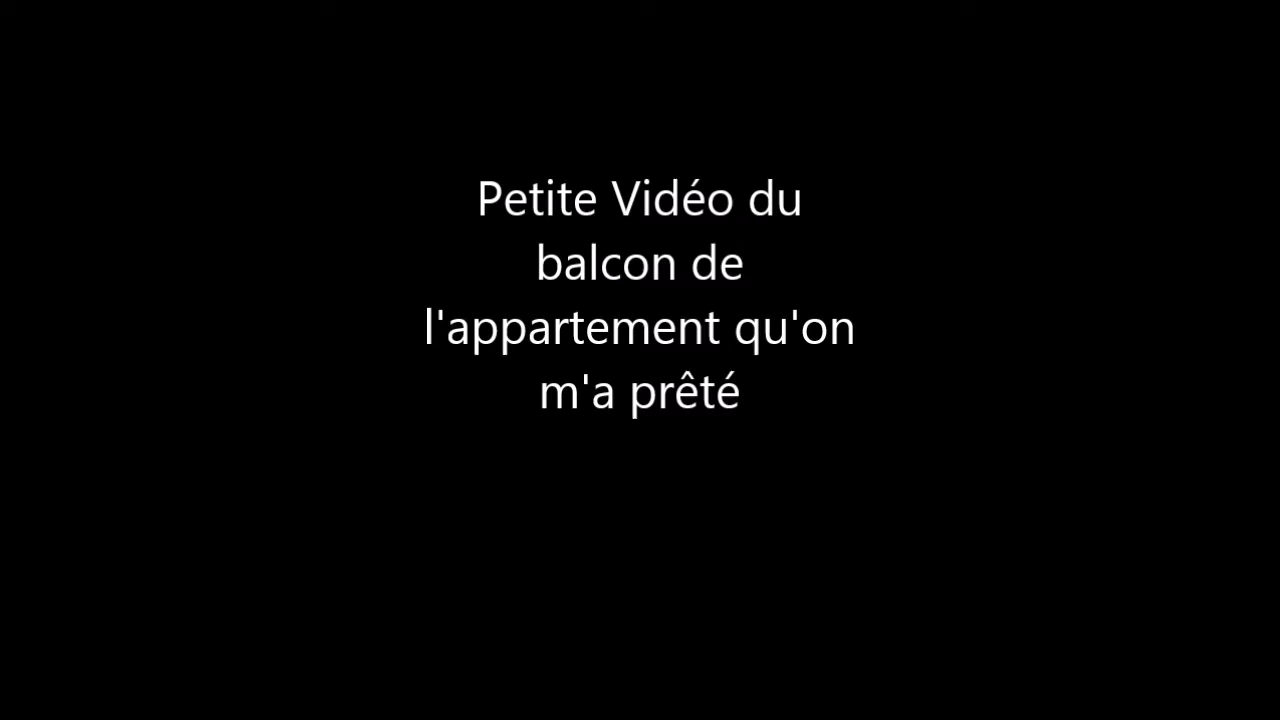 Petite Vidéo du
balcon de
l'appartement qu'on
m'a prêté